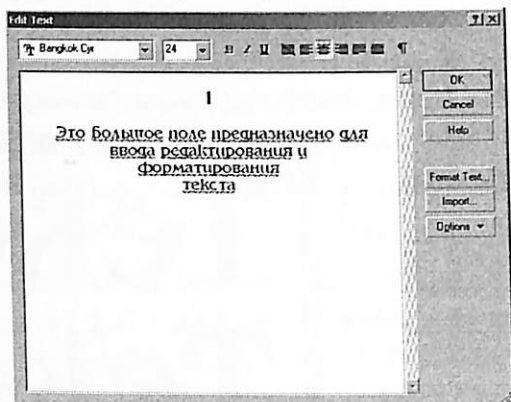 Edit Text
Bangkok Cyr
24
B I U
¶
OK
Cancel
Help
Format Text...
Import...
Options
1
Это большое поле предназначено для
ввода редактирования и
форматирования
текста